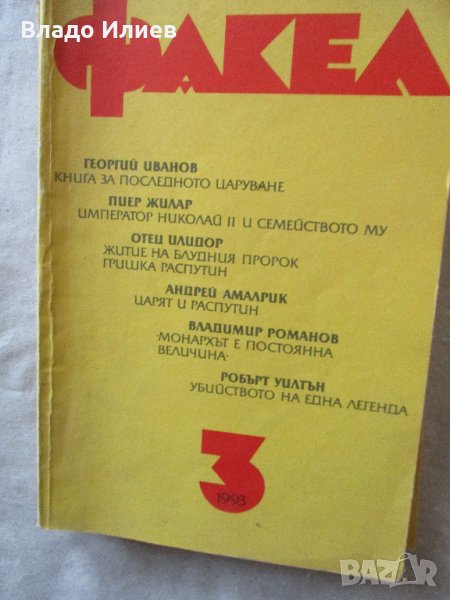 Владо Илиев
ФАКЕЛ
ГЕОРГИЙ ИВАНОВ
КНИГА ЗА ПОСЛЕДНОТО ЦАРУВАНЕ
ПИЕР ЖИЛАР
ИМПЕРАТОР НИКОЛАЙ II И СЕМЕЙСТВОТО МУ
ОТЕЦ ИЛИДОР
ЖИТИЕ НА БЛУДНИЯ ПРОРОК
ГРИШКА РАСПУТИН
АНДРЕЙ АМАЛРИК
ЦАРЯТ И РАСПУТИН
ВЛАДИМИР РОМАНОВ
·МОНАРХЪТ Е ПОСТОЯННА
ВЕЛИЧИНА·
РОБЪРТ УИЛТЪН
УБИЙСТВОТО НА ЕДНА ЛЕГЕНДА
3
1993
BAZAR